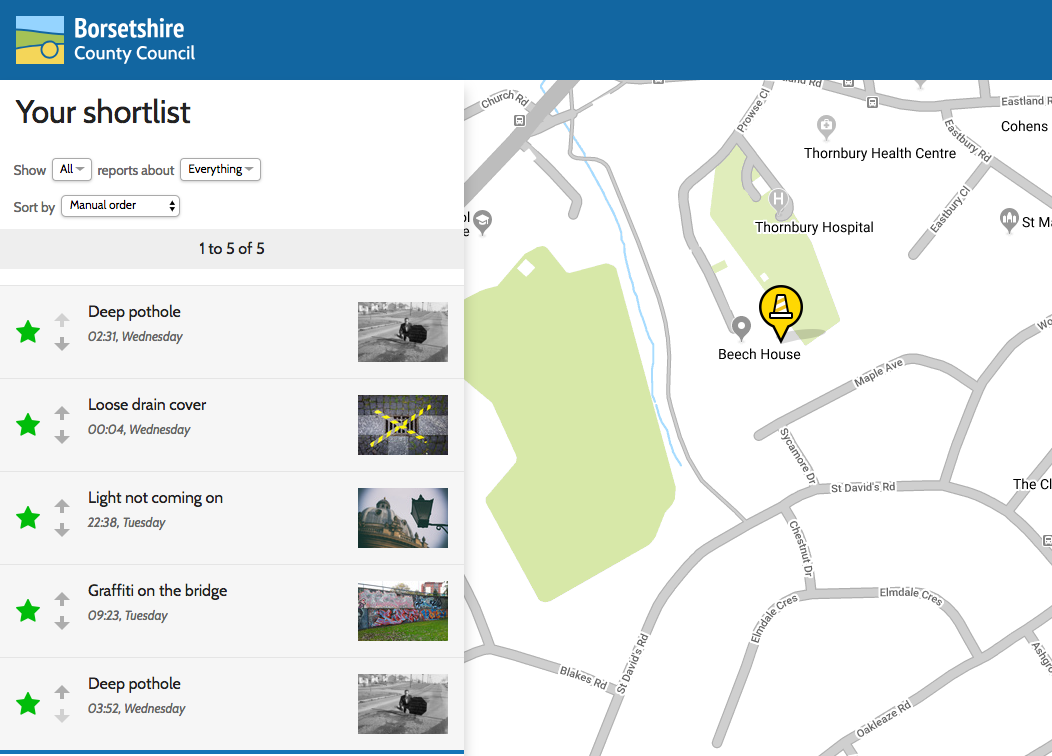 Borsetshire
County Council
Your shortlist
Show All reports about Everything
Sort by Manual order
1 to 5 of 5
Deep pothole
02:31, Wednesday
Loose drain cover
00:04, Wednesday
Light not coming on
22:38, Tuesday
Graffiti on the bridge
09:23, Tuesday
Deep pothole
03:52, Wednesday
Church Rd
Prowse Cl
Eastland R
Cohens
Eastbury Rd
Thornbury Health Centre
Eastbury Cl
H
Thornbury Hospital
St M
Beech House
Maple Ave
Sycamore Dr
St David's Rd
The Cl
Chestnut Dr
Elmdale Cres
Elmdale Cres
St David's Rd
Blakes Rd
Oakleaze Rd